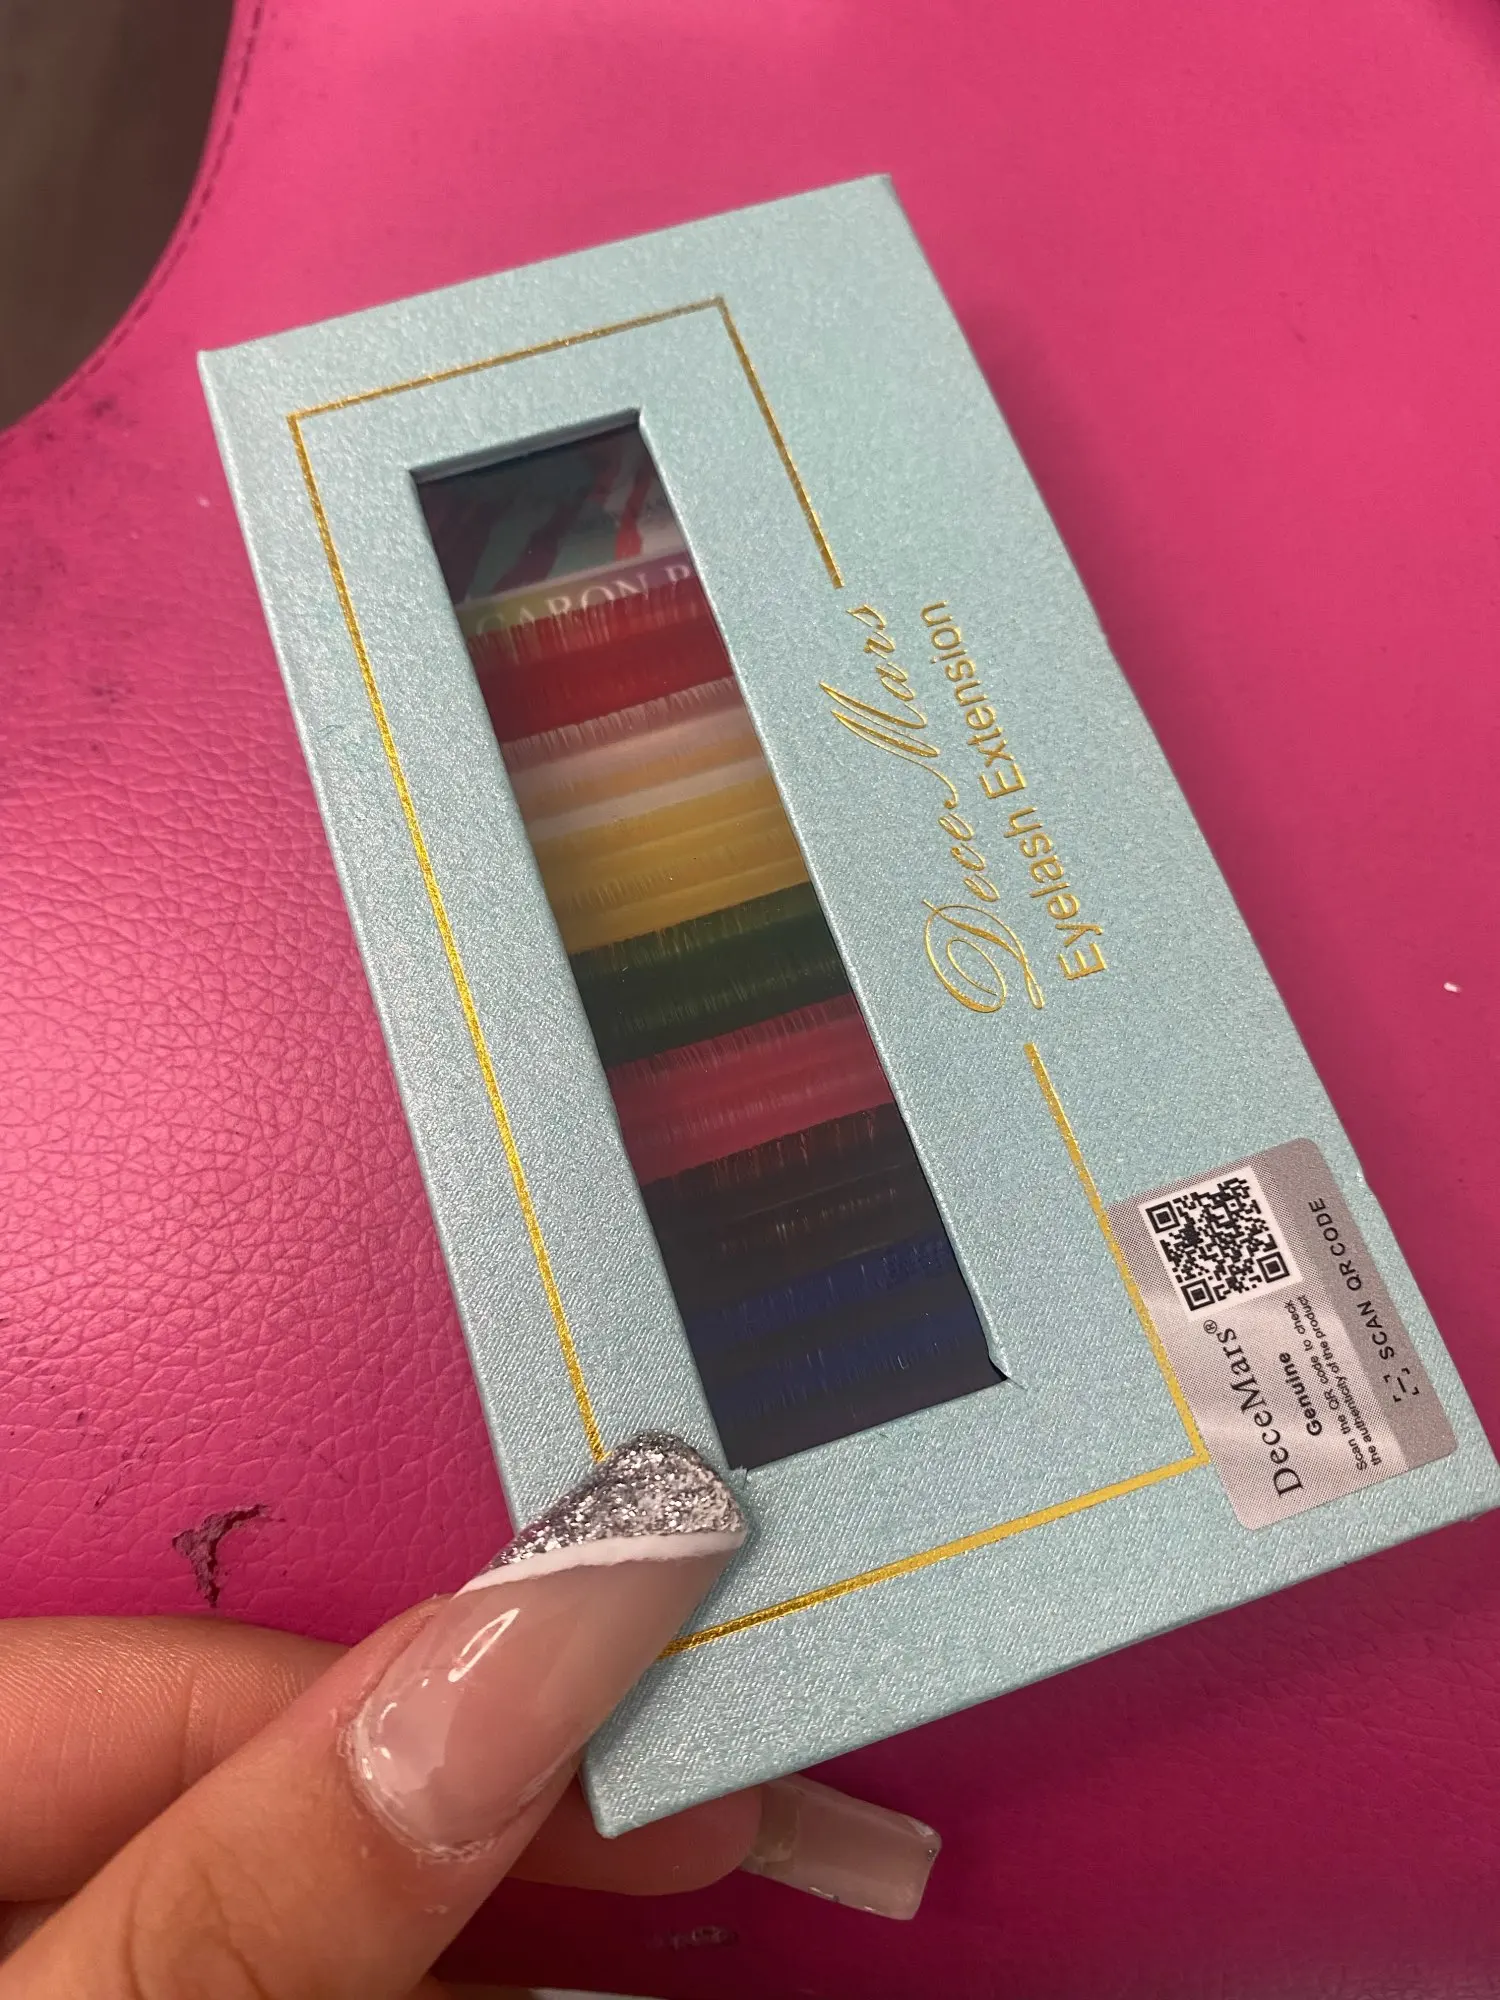 DeceMars
Eyelash Extension
CARON
DeceMars®
Genuine
Scan the QR code to check
the authenticity of the product
SCAN QR CODE